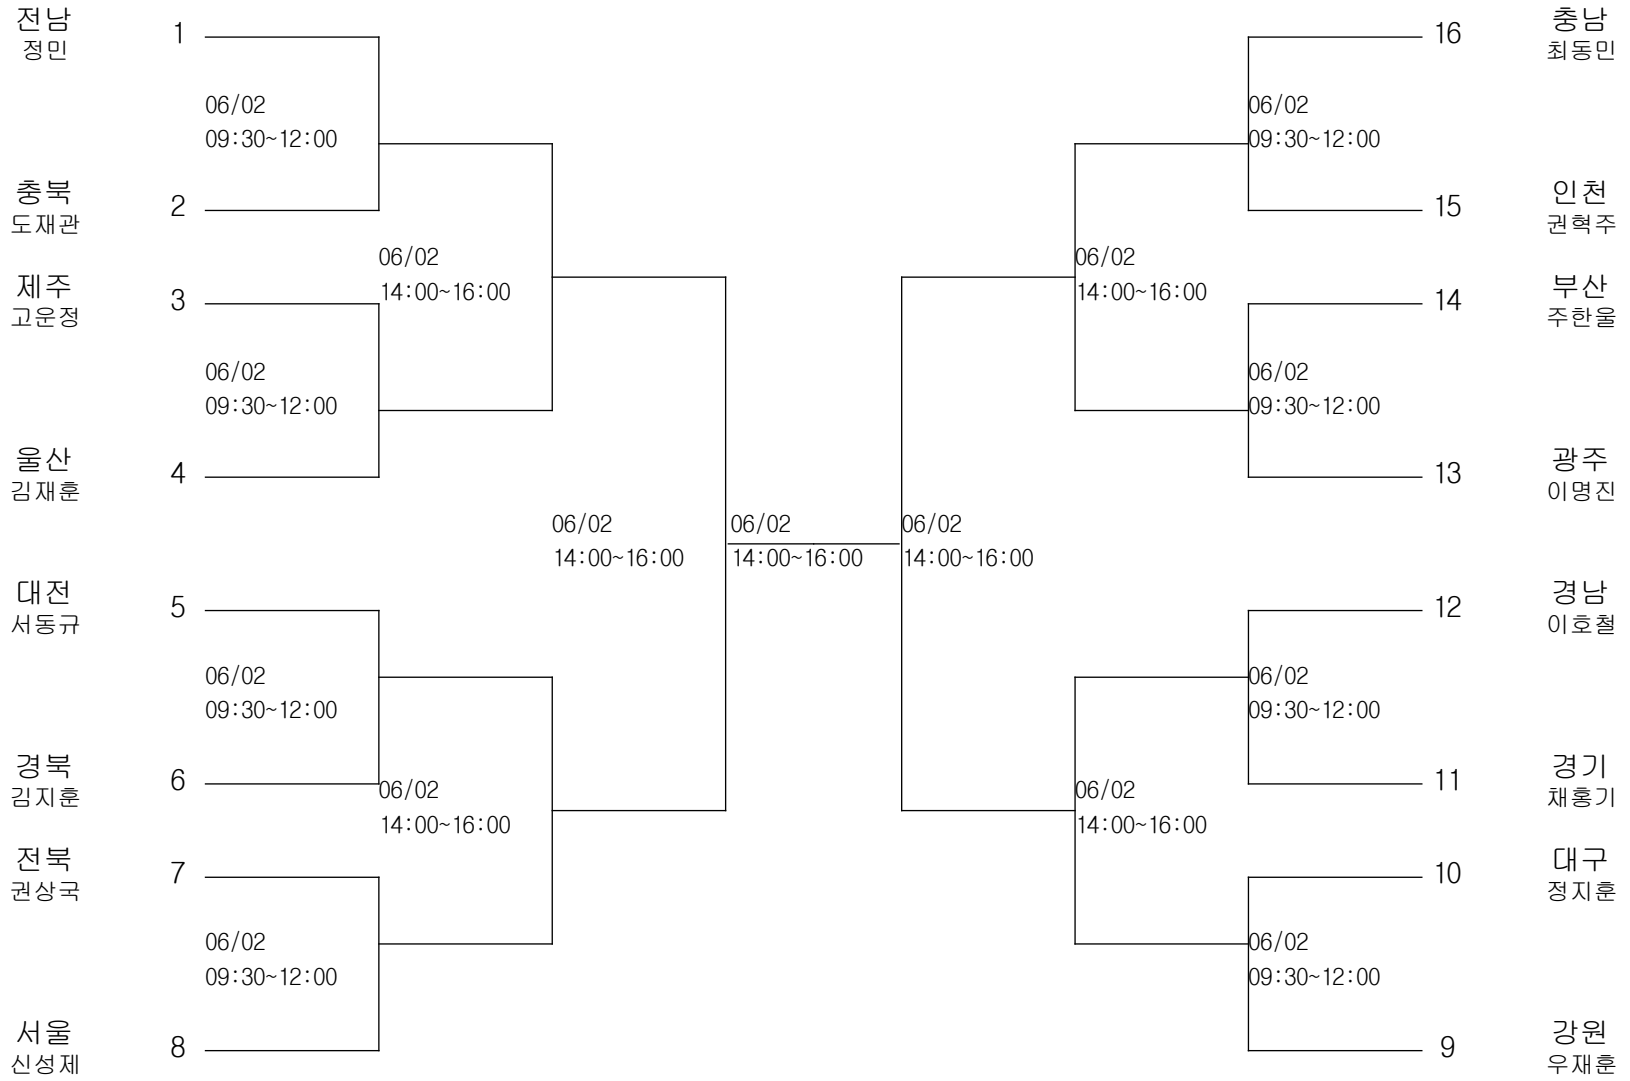 전남
정민
1
06/02
09:30~12:00
충북
도재관
2
06/02
14:00~16:00
제주
고운정
3
06/02
09:30~12:00
울산
김재훈
4
06/02
14:00~16:00
대전
서동규
5
06/02
09:30~12:00
경북
김지훈
6
06/02
14:00~16:00
전북
권상국
7
06/02
09:30~12:00
서울
신성제
8
06/02
14:00~16:00
16
충남
최동민
06/02
09:30~12:00
15
인천
권혁주
06/02
14:00~16:00
14
부산
주한울
06/02
09:30~12:00
13
광주
이명진
06/02
14:00~16:00
12
경남
이호철
06/02
09:30~12:00
11
경기
채홍기
06/02
14:00~16:00
10
대구
정지훈
06/02
09:30~12:00
9
강원
우재훈